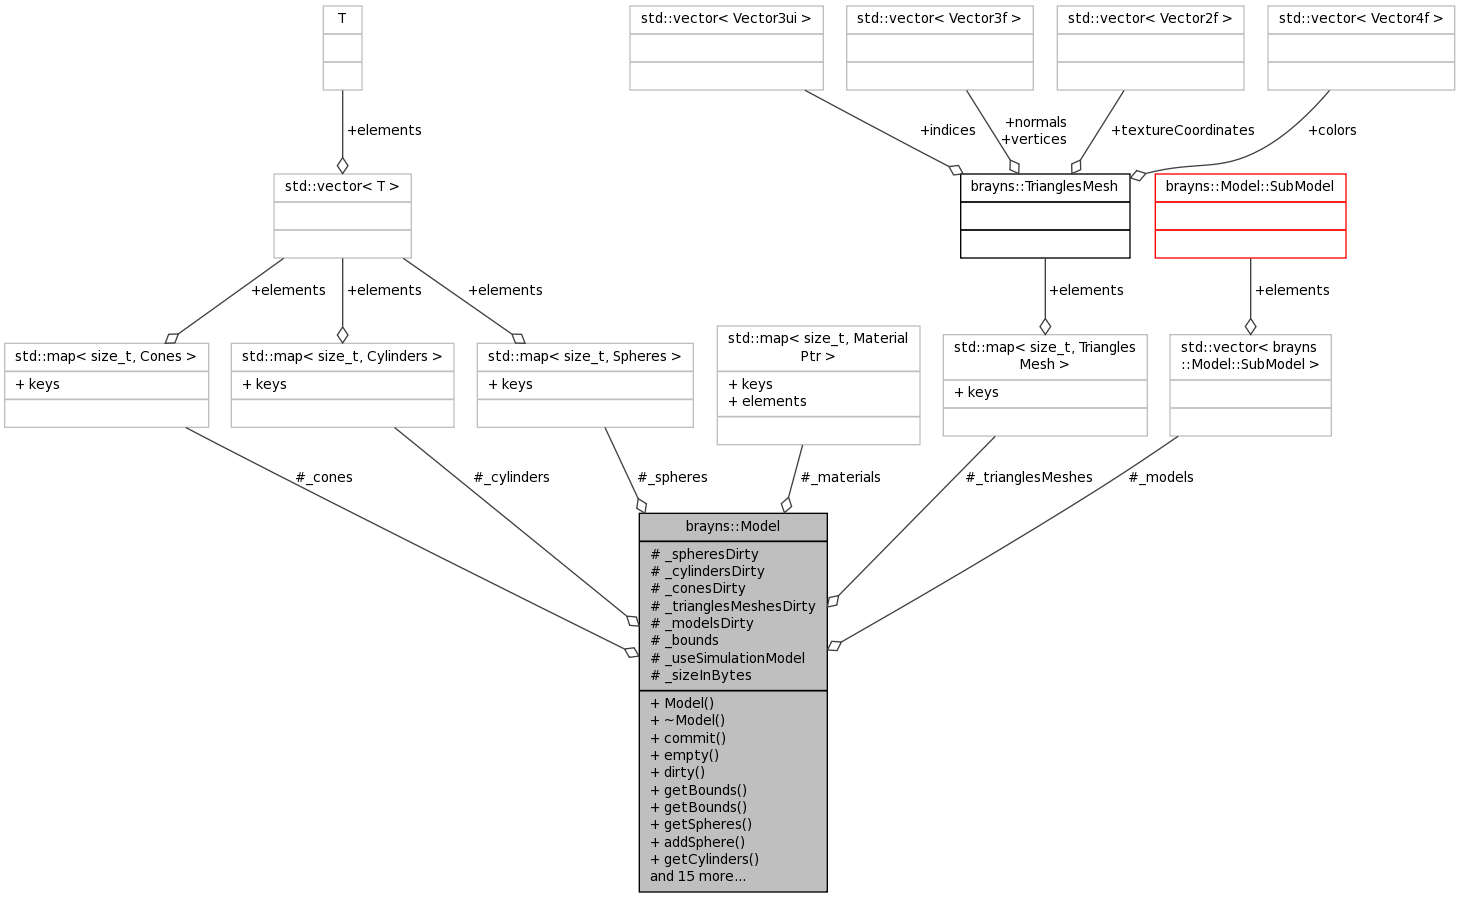 T
std::vector< Vector3ui >
std::vector< Vector3f >
std::vector< Vector2f >
std::vector< Vector4f >
+elements
+indices
+normals
+vertices
+textureCoordinates
+colors
std::vector< T >
brayns::TrianglesMesh
brayns::Model::SubModel
+elements
+elements
+elements
+elements
+elements
std::map< size_t, Cones >
+ keys
std::map< size_t, Cylinders >
+ keys
std::map< size_t, Spheres >
+ keys
std::map< size_t, Material
Ptr >
+ keys
+ elements
std::map< size_t, Triangles
Mesh >
+ keys
std::vector< brayns
::Model::SubModel >
#_cones
#_cylinders
#_spheres
#_materials
#_trianglesMeshes
#_models
brayns::Model
# _spheresDirty
# _cylindersDirty
# _conesDirty
# _trianglesMeshesDirty
# _modelsDirty
# _bounds
# _useSimulationModel
# _sizeInBytes
+ Model()
+ ~Model()
+ commit()
+ empty()
+ dirty()
+ getBounds()
+ getBounds()
+ getSpheres()
+ addSphere()
+ getCylinders()
and 15 more...